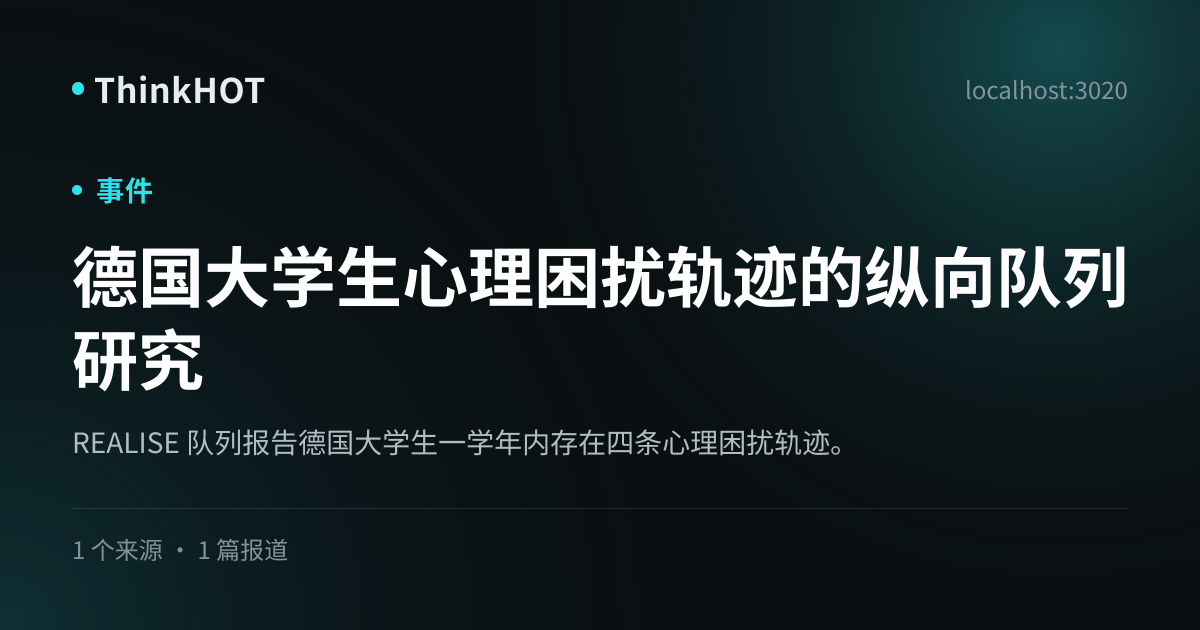 ThinkHOT
localhost:3020
事件
德国大学生心理困扰轨迹的纵向队列
研究
REALISE 队列报告德国大学生一学年内存在四条心理困扰轨迹。
1 个来源 · 1 篇报道